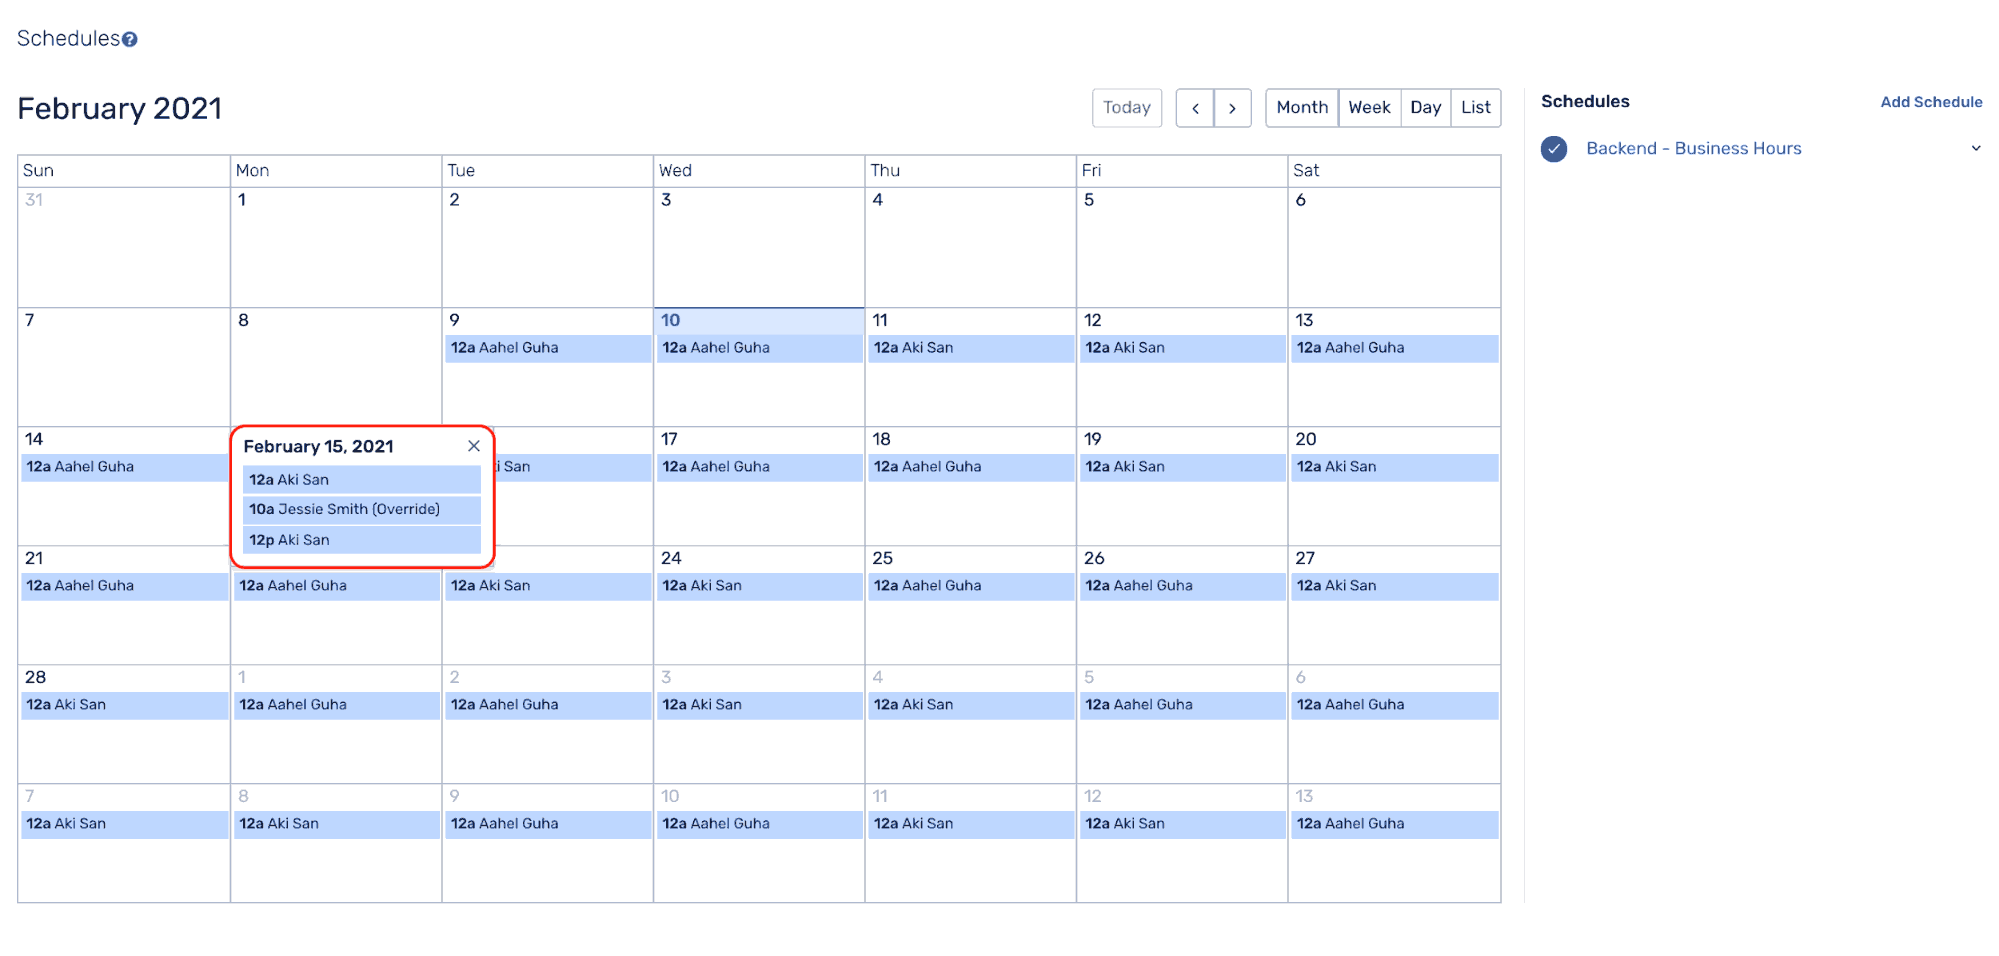 Schedules?
February 2021
Today
Month Week Day List
Schedules
Add Schedule
Backend - Business Hours
Sun Mon Tue Wed Thu Fri Sat
31 1 2 3 4 5 6
7 8 9 10 11 12 13
12a Aahel Guha 12a Aahel Guha 12a Aki San 12a Aki San 12a Aahel Guha
14 17 18 19 20
12a Aahel Guha San 12a Aahel Guha 12a Aahel Guha 12a Aki San 12a Aki San
February 15, 2021
12a Aki San
10a Jessie Smith (Override)
12p Aki San
21 24 25 26 27
12a Aahel Guha 12a Aahel Guha 12a Aki San 12a Aki San 12a Aahel Guha 12a Aahel Guha 12a Aki San
28 1 2 3 4 5 6
12a Aki San 12a Aahel Guha 12a Aahel Guha 12a Aki San 12a Aki San 12a Aahel Guha 12a Aahel Guha
7 8 9 10 11 12 13
12a Aki San 12a Aki San 12a Aahel Guha 12a Aahel Guha 12a Aki San 12a Aki San 12a Aahel Guha